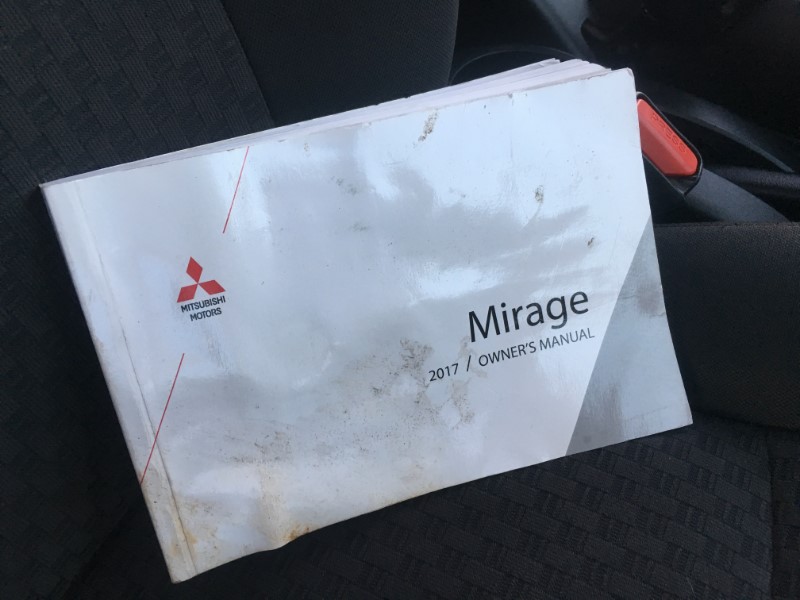 MITSUBISHI
MOTORS
Mirage
2017 / OWNER'S MANUAL